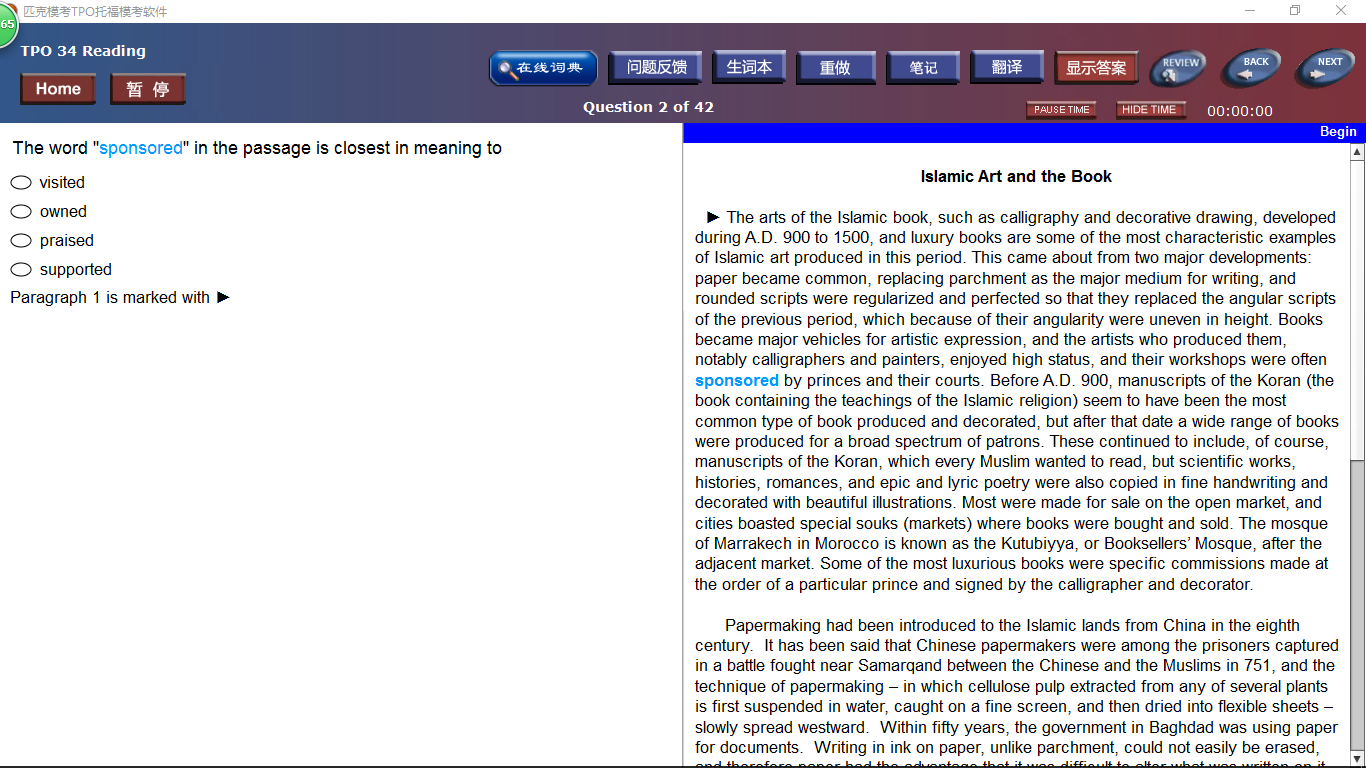 65
匹克模考TPO托福模考软件
TPO 34 Reading
Home
暂 停
在线词典
问题反馈
生词本
重做
笔记
翻译
显示答案
REVIEW
BACK
NEXT
Question 2 of 42
PAUSE TIME
HIDE TIME
00:00:00
Begin
The word "sponsored" in the passage is closest in meaning to
visited
owned
praised
supported
Paragraph 1 is marked with ►
Islamic Art and the Book
► The arts of the Islamic book, such as calligraphy and decorative drawing, developed
during A.D. 900 to 1500, and luxury books are some of the most characteristic examples
of Islamic art produced in this period. This came about from two major developments:
paper became common, replacing parchment as the major medium for writing, and
rounded scripts were regularized and perfected so that they replaced the angular scripts
of the previous period, which because of their angularity were uneven in height. Books
became major vehicles for artistic expression, and the artists who produced them,
notably calligraphers and painters, enjoyed high status, and their workshops were often
sponsored by princes and their courts. Before A.D. 900, manuscripts of the Koran (the
book containing the teachings of the Islamic religion) seem to have been the most
common type of book produced and decorated, but after that date a wide range of books
were produced for a broad spectrum of patrons. These continued to include, of course,
manuscripts of the Koran, which every Muslim wanted to read, but scientific works,
histories, romances, and epic and lyric poetry were also copied in fine handwriting and
decorated with beautiful illustrations. Most were made for sale on the open market, and
cities boasted special souks (markets) where books were bought and sold. The mosque
of Marrakech in Morocco is known as the Kutubiyya, or Booksellers’ Mosque, after the
adjacent market. Some of the most luxurious books were specific commissions made at
the order of a particular prince and signed by the calligrapher and decorator.
Papermaking had been introduced to the Islamic lands from China in the eighth
century.  It has been said that Chinese papermakers were among the prisoners captured
in a battle fought near Samarqand between the Chinese and the Muslims in 751, and the
technique of papermaking – in which cellulose pulp extracted from any of several plants
is first suspended in water, caught on a fine screen, and then dried into flexible sheets –
slowly spread westward.  Within fifty years, the government in Baghdad was using paper
for documents.  Writing in ink on paper, unlike parchment, could not easily be erased,
and therefore paper had the advantage that it was difficult to alter what was written on it.